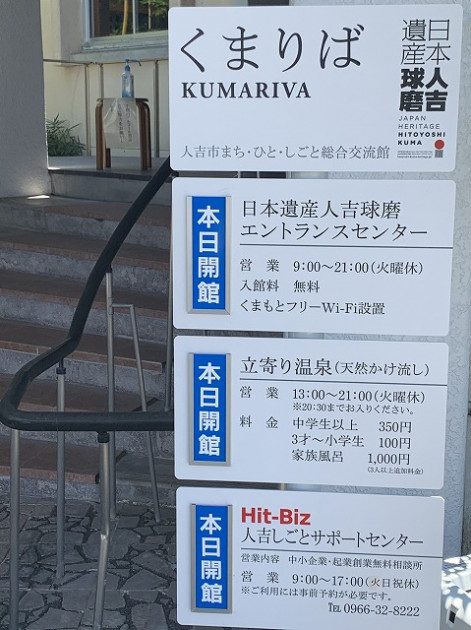 くまりば
KUMARIVA
日本遺産
人吉球磨
JAPAN
HERITAGE
HITOYOSHI
KUMA
人吉市まち・ひと・しごと総合交流館
本日開館
日本遺産人吉球磨
エントランスセンター
営 業 9:00〜21:00(火曜休)
入館料 無料
くまもとフリーWi-Fi設置
本日開館
立寄り温泉(天然かけ流し)
営 業 13:00〜21:00(火曜休)
※20:30までお入りください。
料 金 中学生以上 350円
3才〜小学生 100円
家族風呂 1,000円
(3人以上追加料金)
本日開館
Hit-Biz
人吉しごとサポートセンター
営業内容 中小企業・起業創業無料相談所
営 業 9:00〜17:00(火日祝休)
※ご利用には事前予約が必要です。
TEL 0966-32-8222